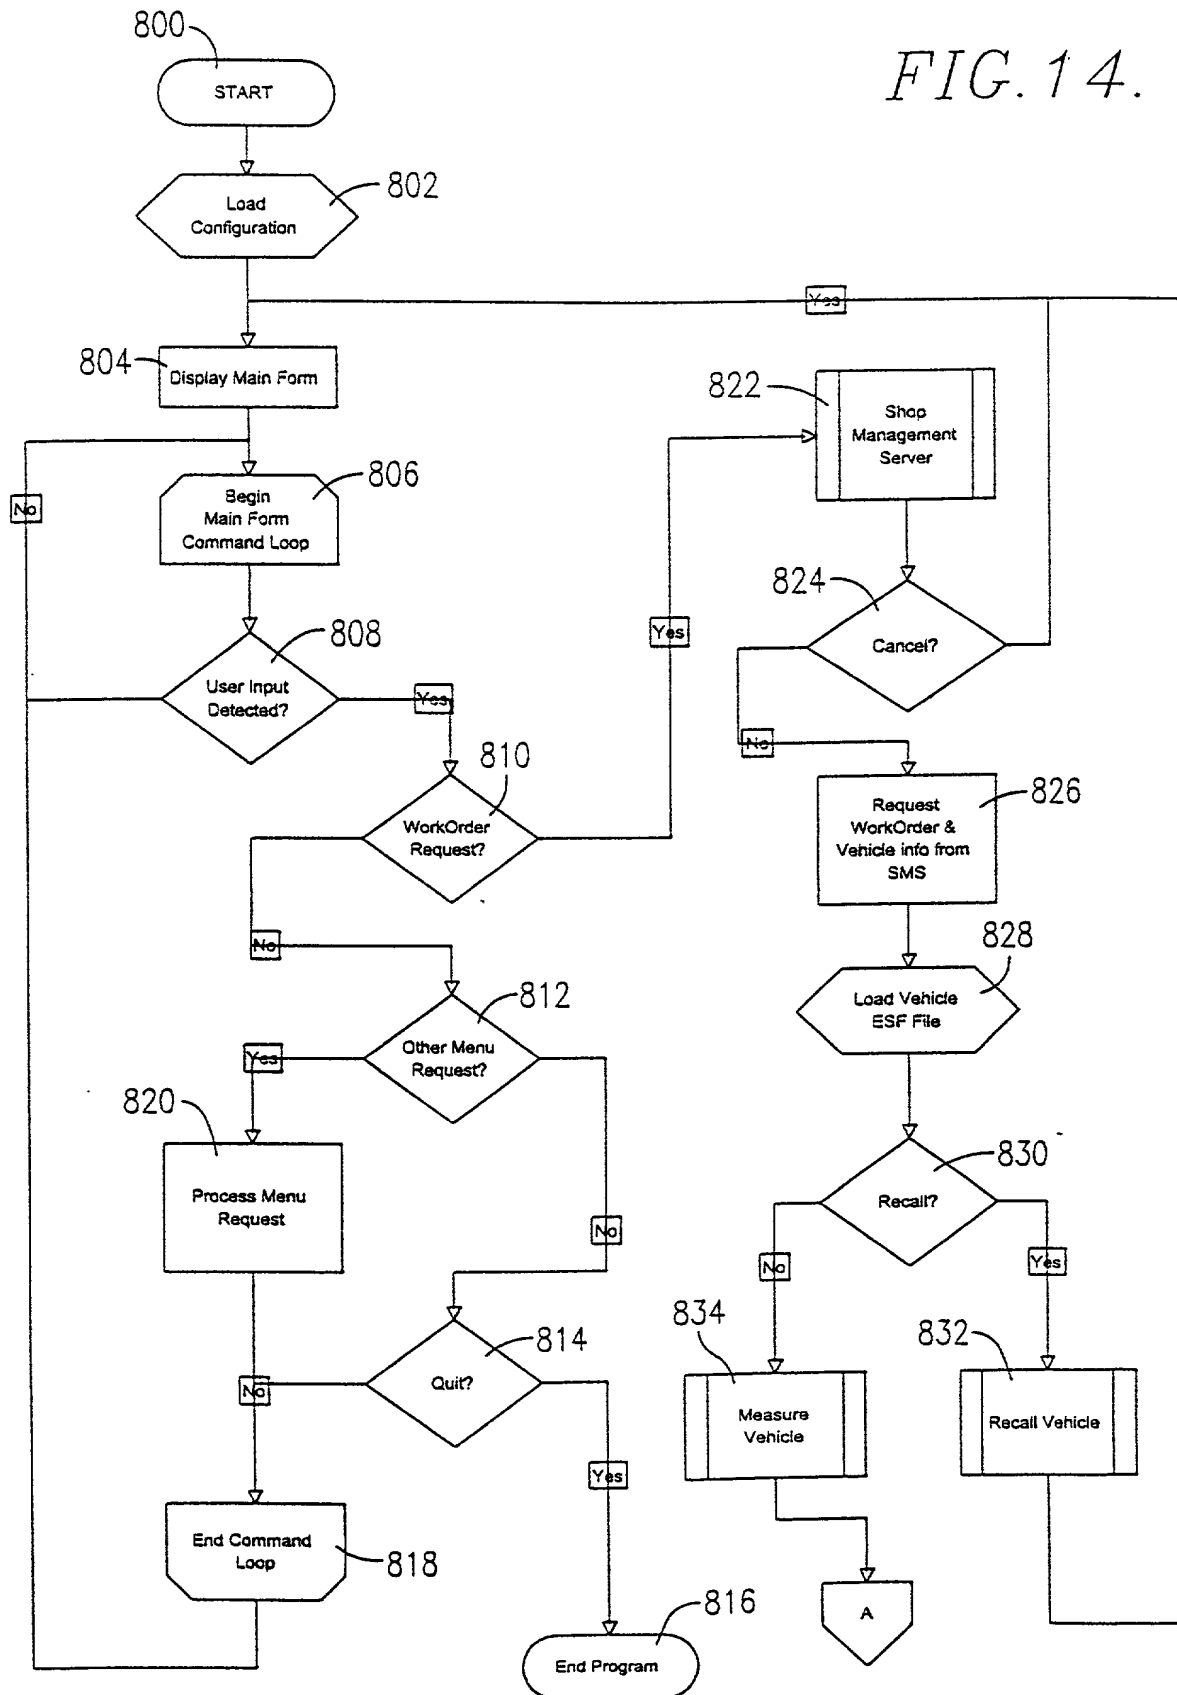 FIG. 14.
800
START
802
Load
Configuration
Yes
804
Display Main Form
806
Begin
Main Form
Command Loop
No
808
User Input
Detected?
Yes
810
WorkOrder
Request?
Yes
No
812
Other Menu
Request?
Yes
No
820
Process Menu
Request
814
Quit?
No
Yes
818
End Command
Loop
816
End Program
822
Shop
Management
Server
824
Cancel?
No
826
Request
WorkOrder &
Vehicle info from
SMS
828
Load Vehicle
ESF File
830
Recall?
No
Yes
834
Measure
Vehicle
832
Recall Vehicle
A